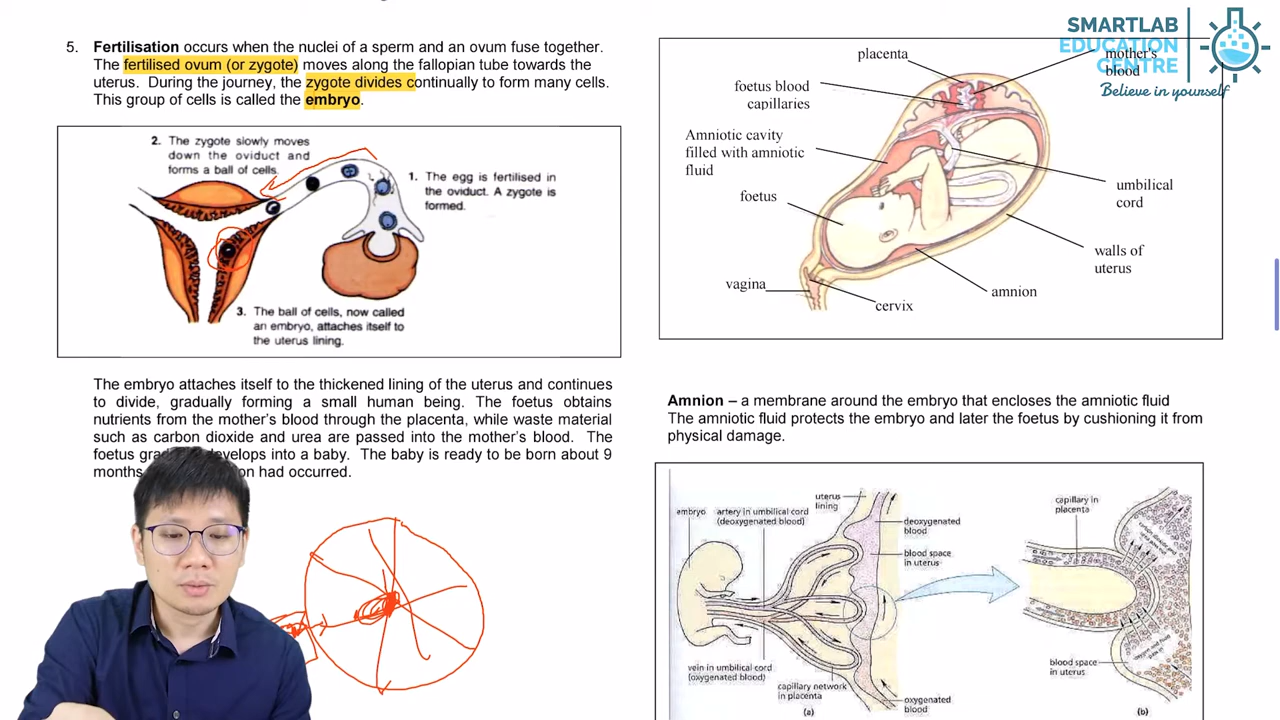 SMARTLAB
EDUCATION
CENTRE
Believe in yourself
5. Fertilisation occurs when the nuclei of a sperm and an ovum fuse together.
The fertilised ovum (or zygote) moves along the fallopian tube towards the
uterus. During the journey, the zygote divides continually to form many cells.
This group of cells is called the embryo.
2. The zygote slowly moves
down the oviduct and
forms a ball of cells.
1. The egg is fertilised in
the oviduct. A zygote is
formed.
3. The ball of cells, now called
an embryo, attaches itself to
the uterus lining.
The embryo attaches itself to the thickened lining of the uterus and continues
to divide, gradually forming a small human being. The foetus obtains
nutrients from the mother's blood through the placenta, while waste material
such as carbon dioxide and urea are passed into the mother's blood. The
foetus develops into a baby. The baby is ready to be born about 9
months had occurred.
placenta
mother's
blood
foetus blood
capillaries
Amniotic cavity
filled with amniotic
fluid
foetus
umbilical
cord
walls of
uterus
vagina
cervix
amnion
Amnion – a membrane around the embryo that encloses the amniotic fluid
The amniotic fluid protects the embryo and later the foetus by cushioning it from
physical damage.
embryo
artery in umbilical cord
(deoxygenated blood)
uterus
lining
deoxygenated
blood
blood space
in uterus
vein in umbilical cord
(oxygenated blood)
capillary network
in placenta
oxygenated
blood
(a)
capillary in
placenta
blood space
in uterus
(b)